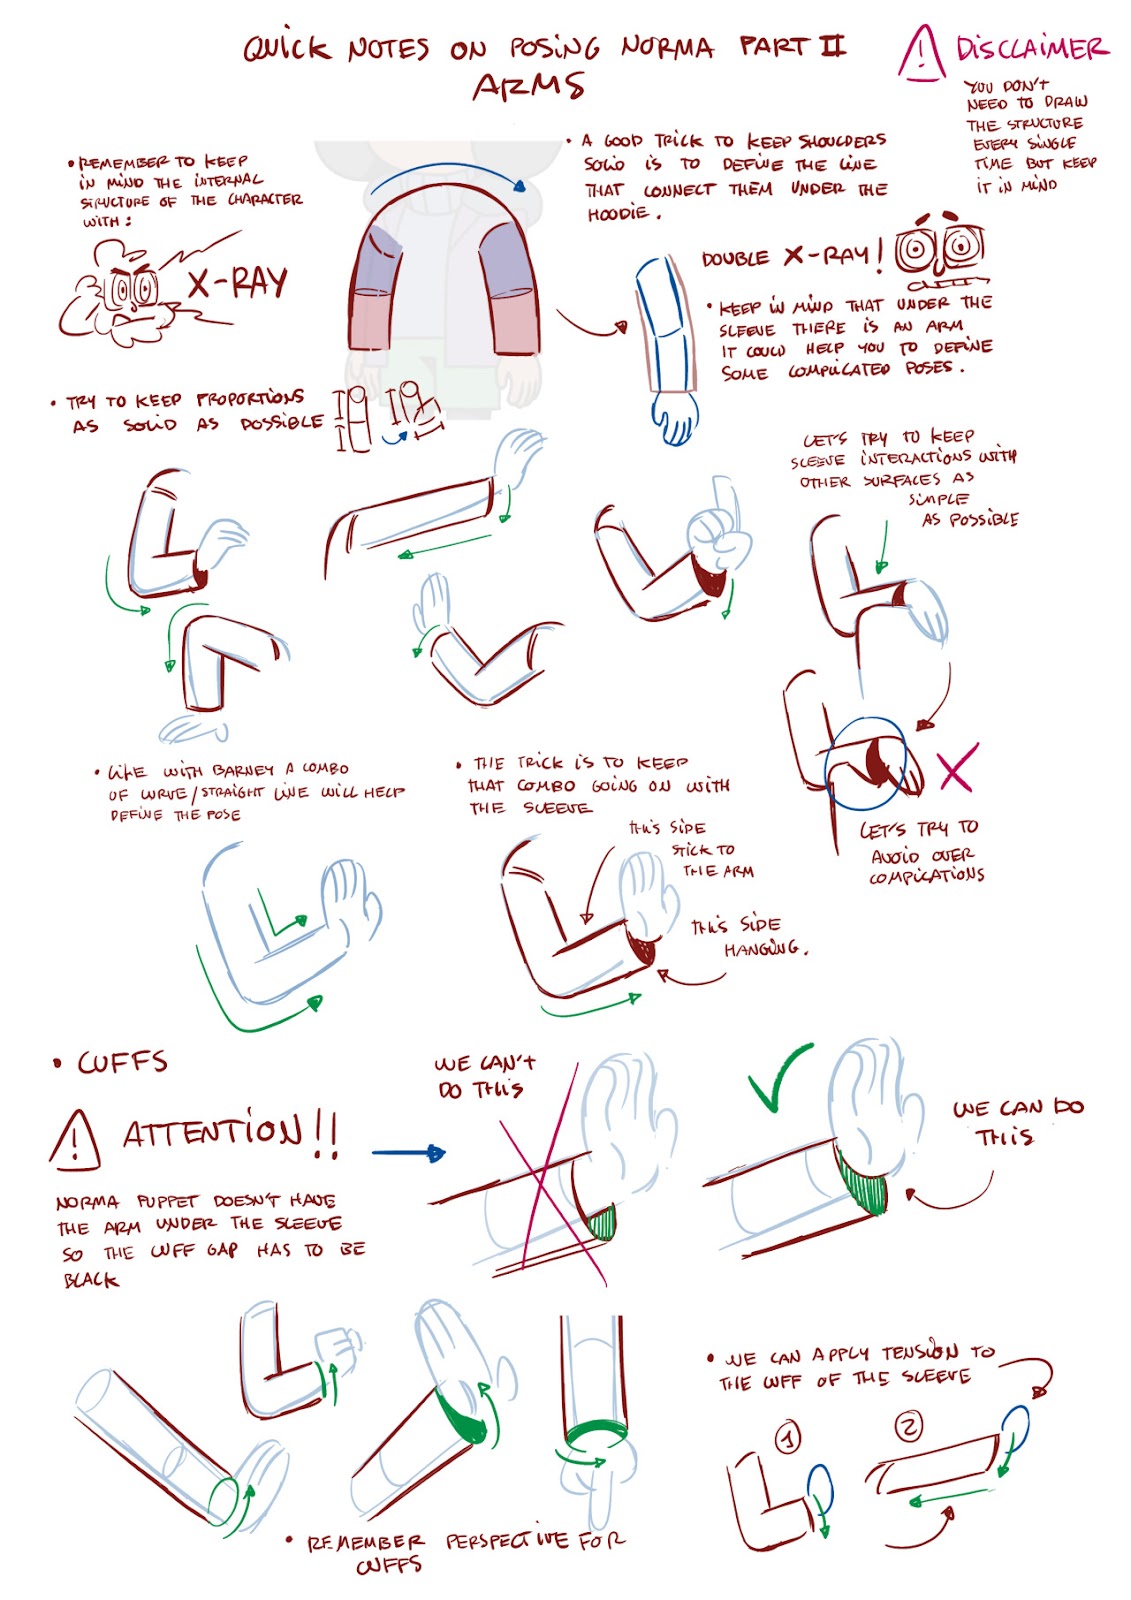 QUICK NOTES ON POSING NORMA PART II
ARMS
DISCLAIMER
YOU DON'T
NEED TO DRAW
THE STRUCTURE
EVERY SINGLE
TIME BUT KEEP
IT IN MIND
• REMEMBER TO KEEP
IN MIND THE INTERNAL
STRUCTURE OF THE CHARACTER
WITH:
X-RAY
• A GOOD TRICK TO KEEP SHOULDERS
SOLID IS TO DEFINE THE LINE
THAT CONNECT THEM UNDER THE
HOODIE.
DOUBLE X-RAY!
• KEEP IN MIND THAT UNDER THE
SLEEVE THERE IS AN ARM
IT COULD HELP YOU TO DEFINE
SOME COMPLICATED POSES.
• TRY TO KEEP PROPORTIONS
AS SOLID AS POSSIBLE
LET'S TRY TO KEEP
SLEEVE INTERACTIONS WITH
OTHER SURFACES AS
SIMPLE
AS POSSIBLE
LET'S TRY TO
AVOID OVER
COMPLICATIONS
• LIKE WITH BARNEY A COMBO
OF CURVE/STRAIGHT LINE WILL HELP
DEFINE THE POSE
• THE TRICK IS TO KEEP
THAT COMBO GOING ON WITH
THE SLEEVE
THIS SIDE
STICK TO
THE ARM
THIS SIDE
HANGING.
• CUFFS
ATTENTION!!
NORMA PUPPET DOESN'T HAVE
THE ARM UNDER THE SLEEVE
SO THE CUFF GAP HAS TO BE
BLACK
WE CAN'T
DO THIS
WE CAN DO
THIS
• REMEMBER PERSPECTIVE FOR
CUFFS
• WE CAN APPLY TENSION TO
THE CUFF OF THE SLEEVE
1
2